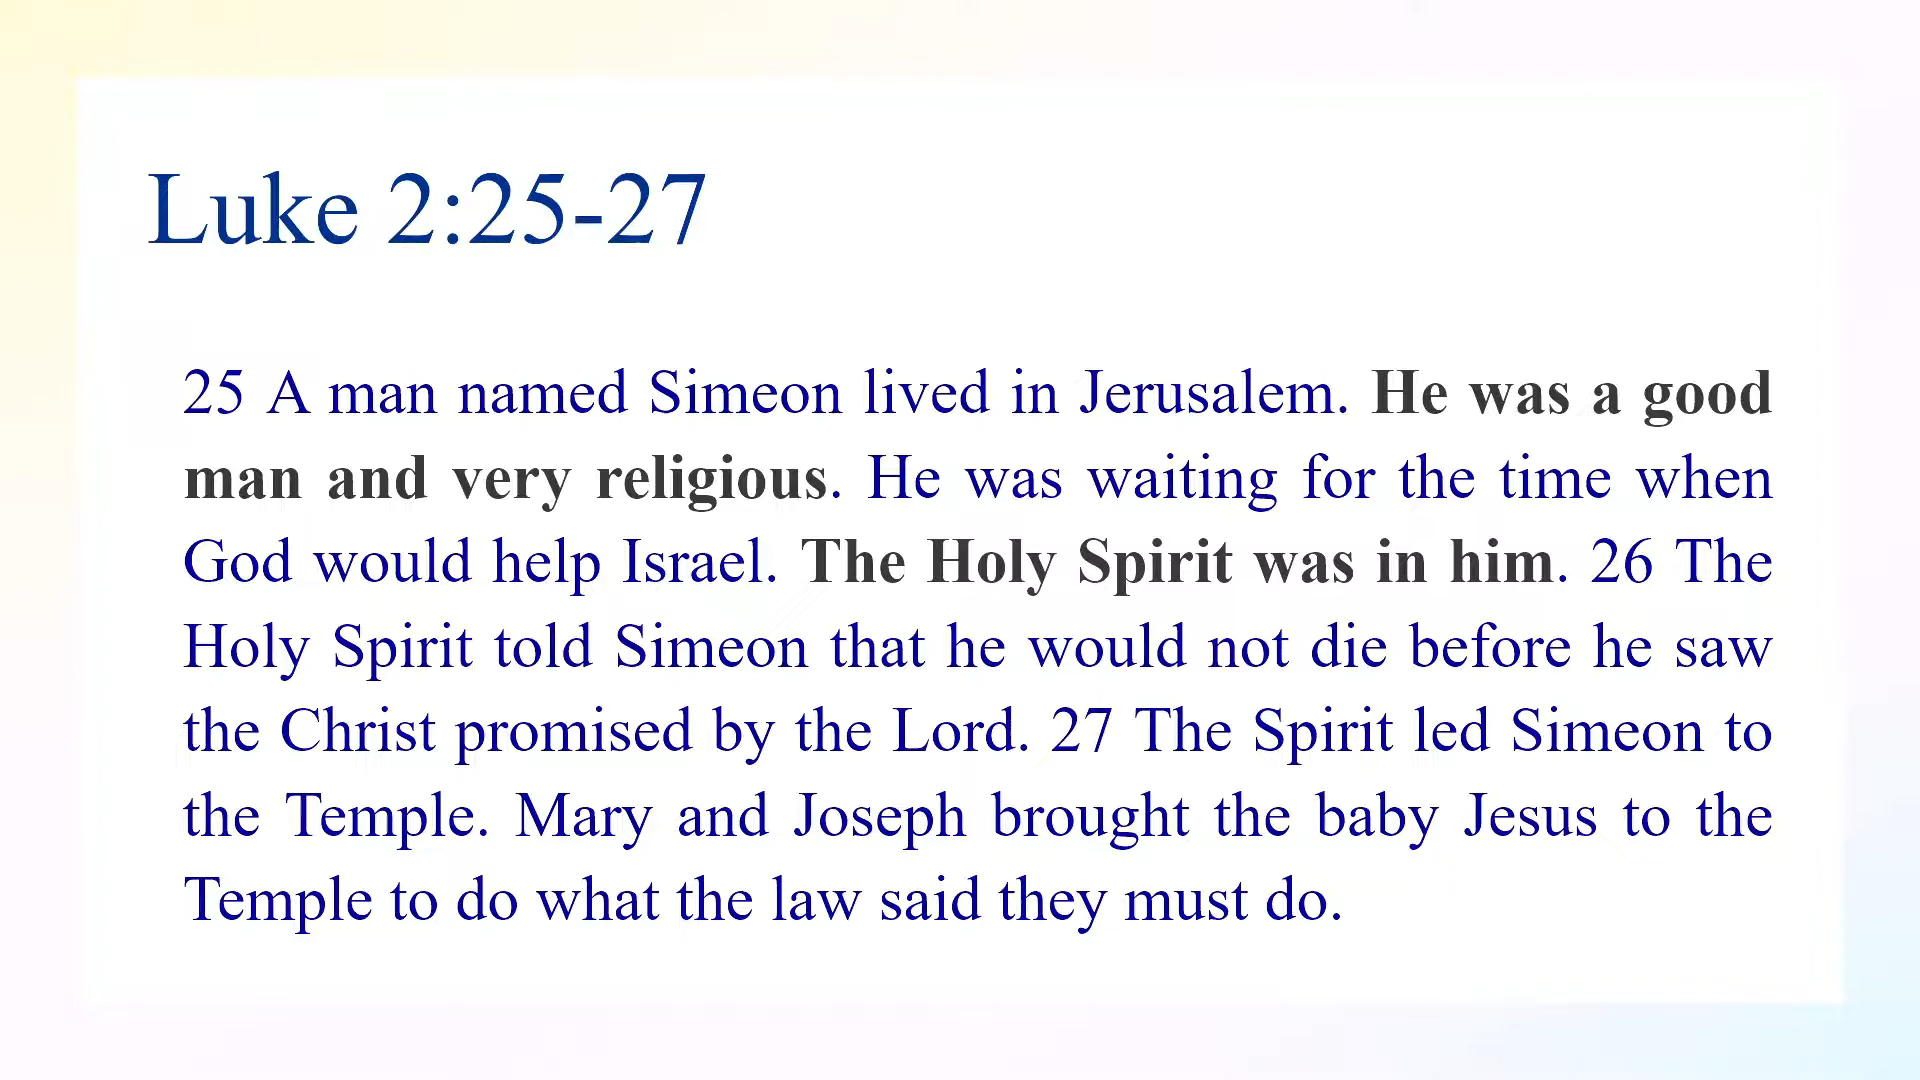 Luke 2:25-27
25 A man named Simeon lived in Jerusalem. He was a good
man and very religious. He was waiting for the time when
God would help Israel. The Holy Spirit was in him. 26 The
Holy Spirit told Simeon that he would not die before he saw
the Christ promised by the Lord. 27 The Spirit led Simeon to
the Temple. Mary and Joseph brought the baby Jesus to the
Temple to do what the law said they must do.